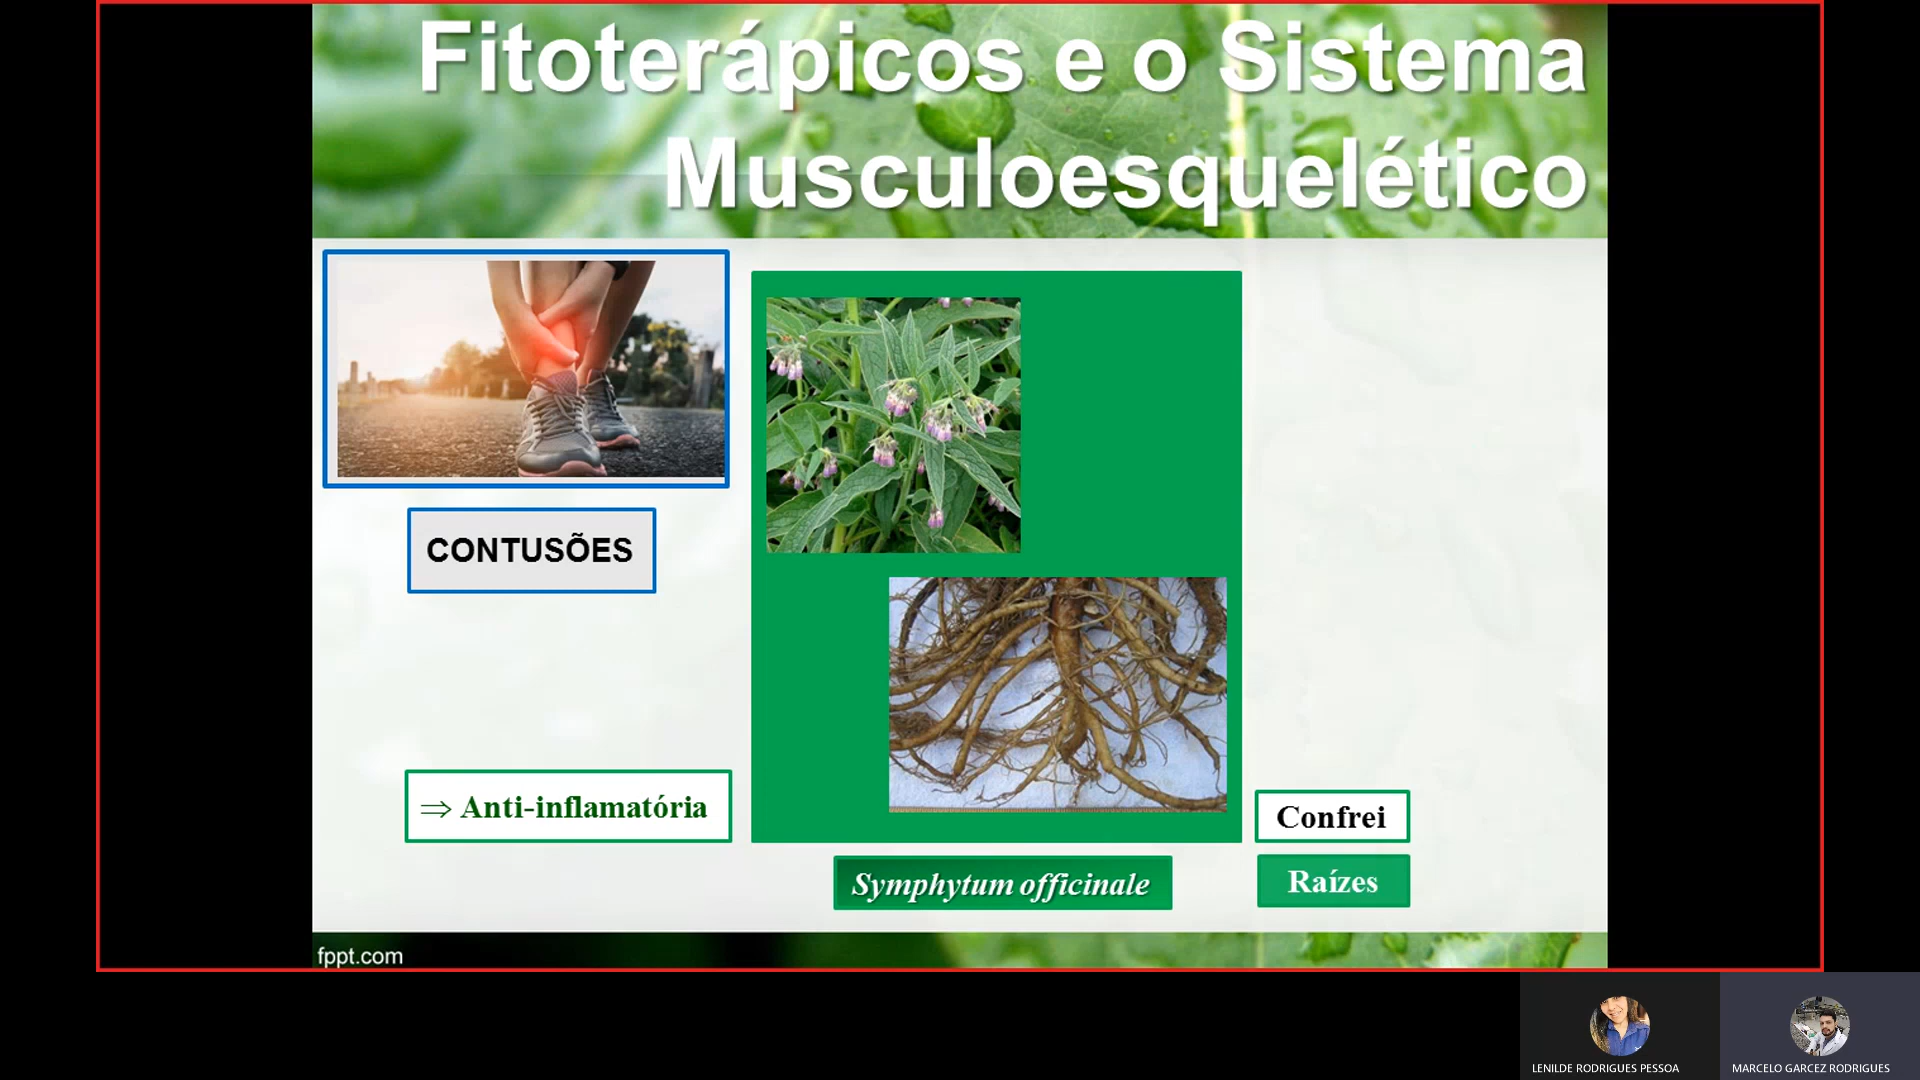 Fitoterápicos e o Sistema
Musculoesquelético
CONTUSÕES
⇒ Anti-inflamatória
Symphytum officinale
Confrei
Raízes
fppt.com
LENILDE RODRIGUES PESSOA
MARCELO GARCEZ RODRIGUES